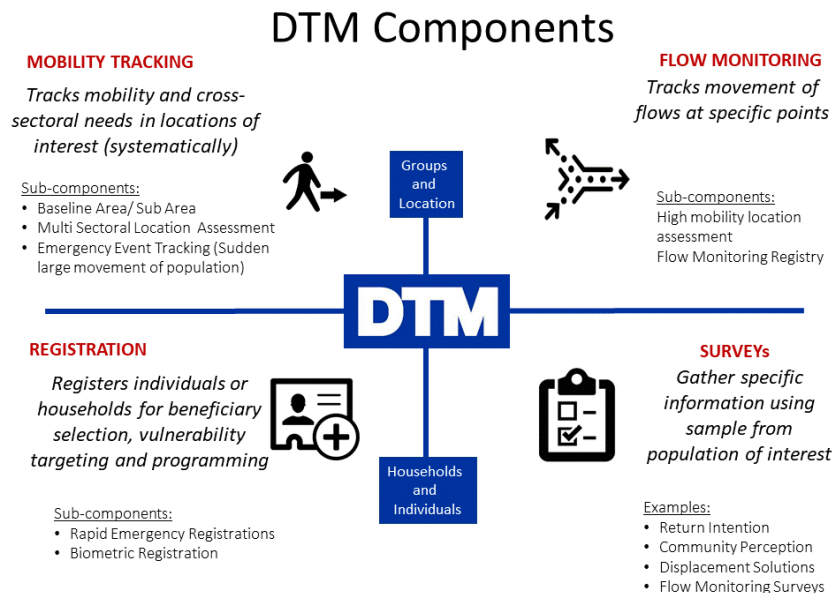 DTM Components
MOBILITY TRACKING
Tracks mobility and cross-
sectoral needs in locations of
interest (systematically)
Sub-components:
• Baseline Area/ Sub Area
• Multi Sectoral Location Assessment
• Emergency Event Tracking (Sudden
large movement of population)
Groups
and
Location
FLOW MONITORING
Tracks movement of
flows at specific points
Sub-components:
High mobility location
assessment
Flow Monitoring Registry
DTM
REGISTRATION
Registers individuals or
households for beneficiary
selection, vulnerability
targeting and programming
Sub-components:
• Rapid Emergency Registrations
• Biometric Registration
Households
and
Individuals
SURVEYs
Gather specific
information using
sample from
population of interest
Examples:
• Return Intention
• Community Perception
• Displacement Solutions
• Flow Monitoring Surveys